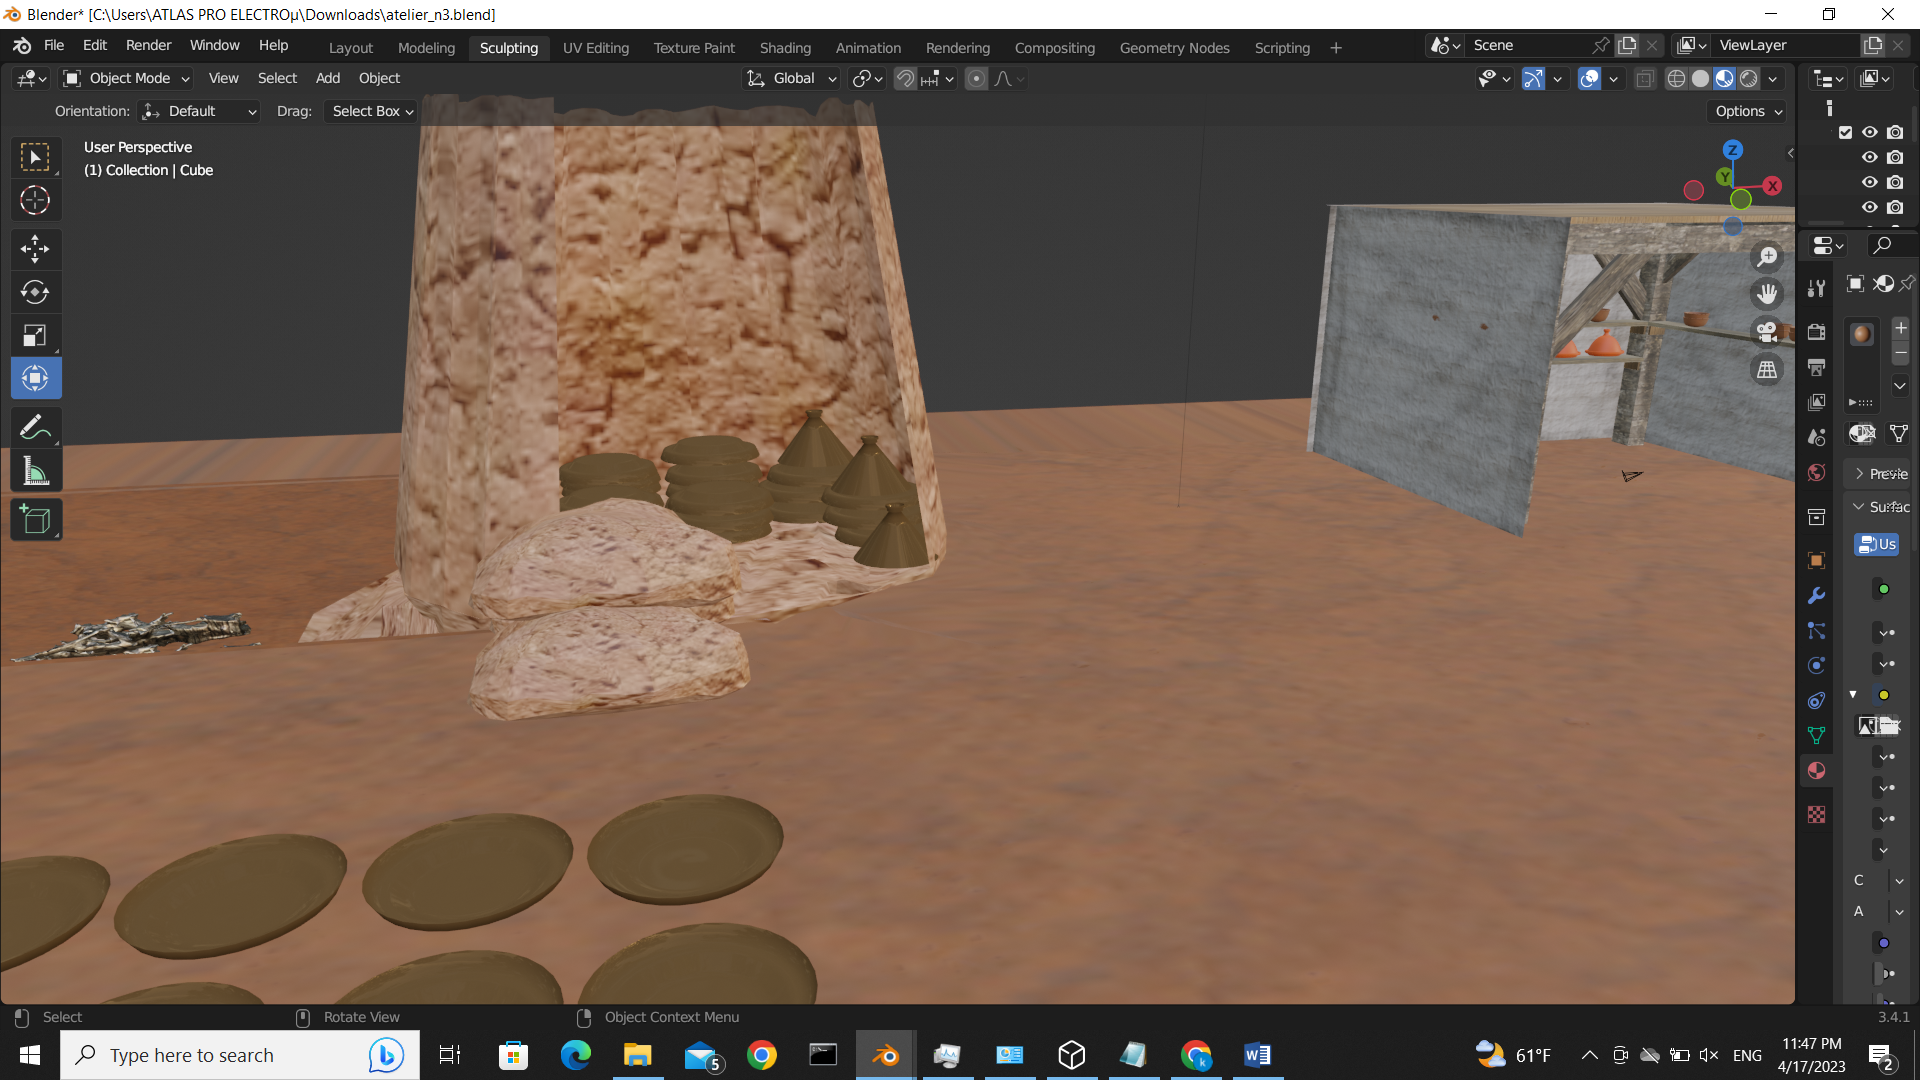 Blender* [C:\Users\ATLAS PRO ELECTROµ\Downloads\atelier_n3.blend]
File Edit Render Window Help Layout Modeling Sculpting UV Editing Texture Paint Shading Animation Rendering Compositing Geometry Nodes Scripting + Scene ViewLayer
Object Mode View Select Add Object Global
Orientation: Default Drag: Select Box Options
User Perspective
(1) Collection | Cube
Z
Y
X
Surfac
Us
C
A
Select Rotate View Object Context Menu 3.4.1
Type here to search 5 61°F ENG 11:47 PM
4/17/2023 2